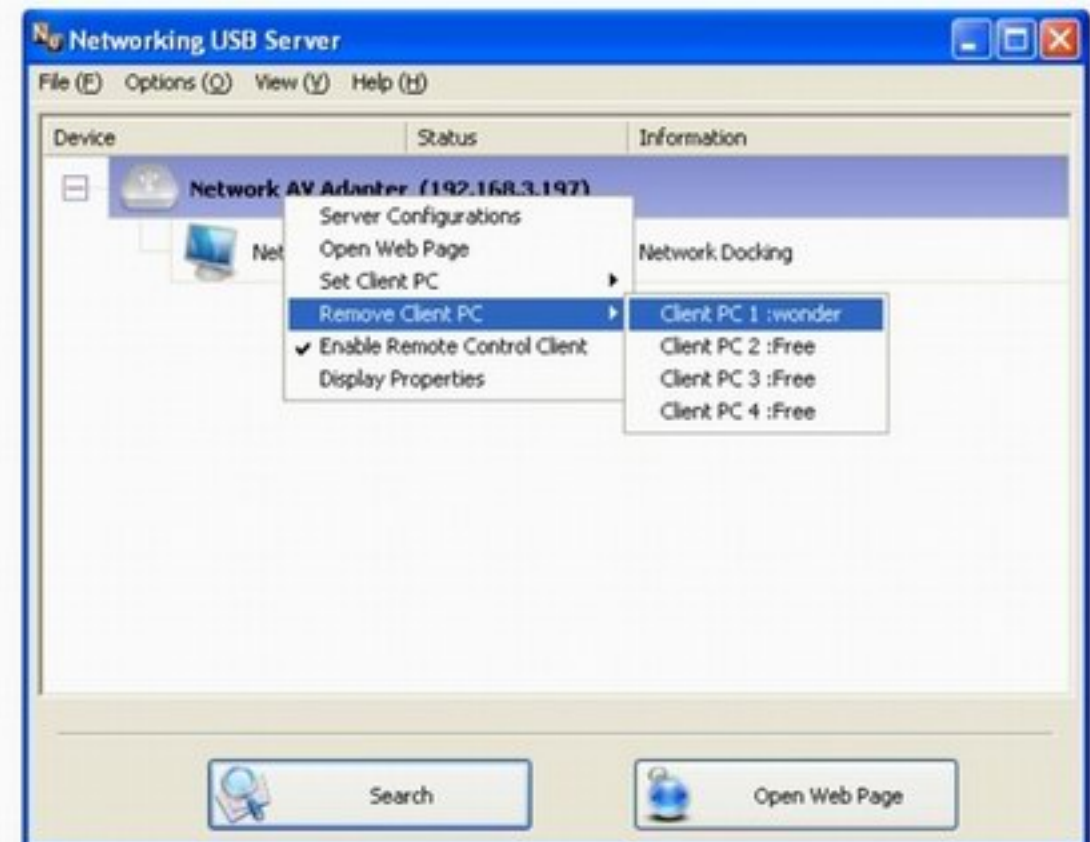 Networking USB Server
File (F) Options (O) View (V) Help (H)
Device Status Information
Network AV Adapter (192.168.3.197)
Server Configurations
Net Open Web Page Network Docking
Set Client PC
Remove Client PC Client PC 1 :wonder
Enable Remote Control Client Client PC 2 :Free
Display Properties Client PC 3 :Free
Client PC 4 :Free
Search Open Web Page